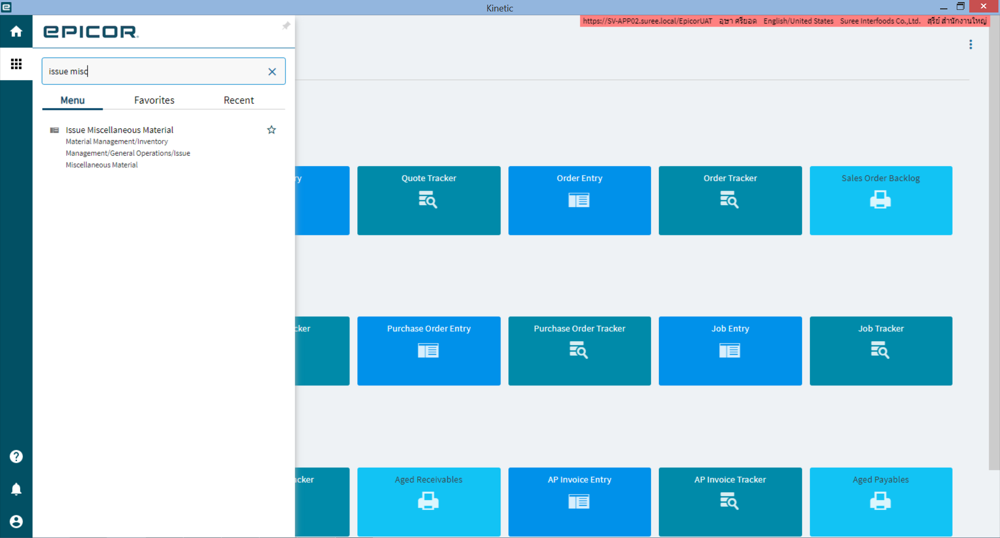 Kinetic
https://SV-APP02.suree.local/EpicorUAT อุษา ศรียอด English/United States Suree Interfoods Co.,Ltd. สุรีย์ สำนักงานใหญ่
EPICOR
issue misc
Menu Favorites Recent
Issue Miscellaneous Material
Material Management/Inventory
Management/General Operations/Issue
Miscellaneous Material
ry Quote Tracker Order Entry Order Tracker Sales Order Backlog
cker Purchase Order Entry Purchase Order Tracker Job Entry Job Tracker
acker Aged Receivables AP Invoice Entry AP Invoice Tracker Aged Payables